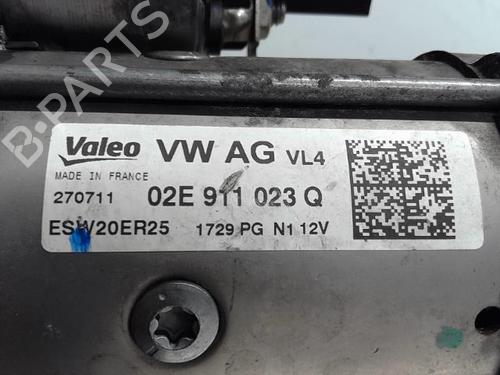 B-PARTS
Valeo VW AG VL4
MADE IN FRANCE
270711 02E 911 023 Q
ESW20ER25 1729 PG N1 12V